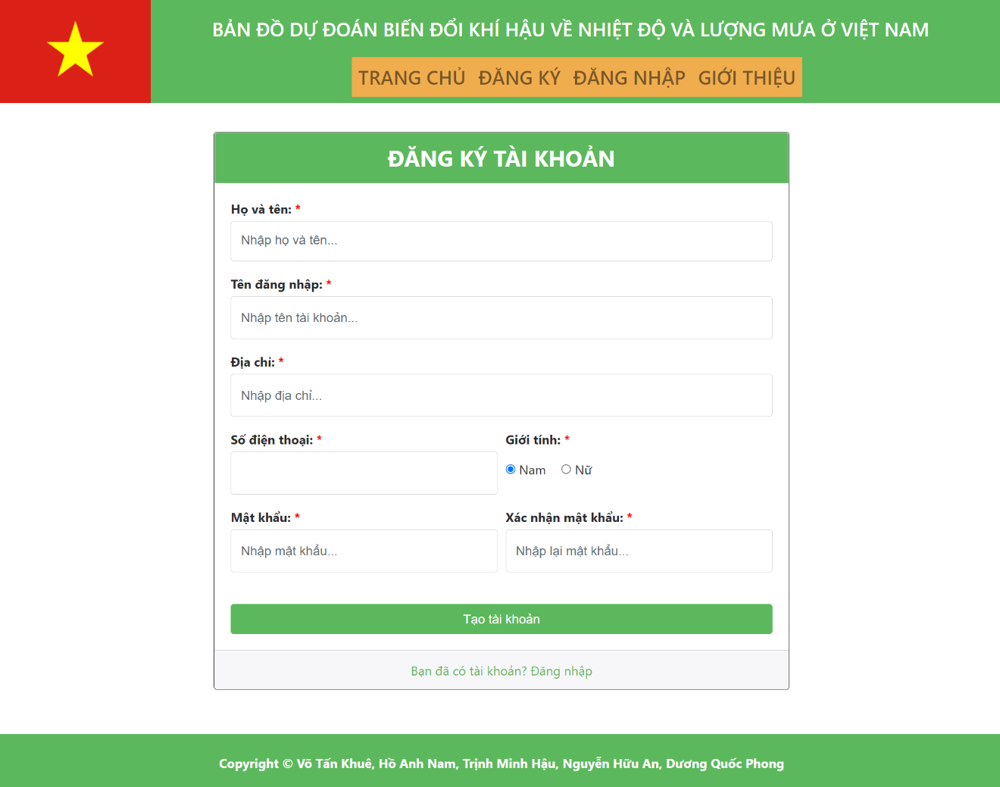 BẢN ĐỒ DỰ ĐOÁN BIẾN ĐỔI KHÍ HẬU VỀ NHIỆT ĐỘ VÀ LƯỢNG MƯA Ở VIỆT NAM
TRANG CHỦ ĐĂNG KÝ ĐĂNG NHẬP GIỚI THIỆU
ĐĂNG KÝ TÀI KHOẢN
Họ và tên: *
Nhập họ và tên...
Tên đăng nhập: *
Nhập tên tài khoản...
Địa chỉ: *
Nhập địa chỉ...
Số điện thoại: * Giới tính: *
Nam Nữ
Mật khẩu: * Xác nhận mật khẩu: *
Nhập mật khẩu... Nhập lại mật khẩu...
Tạo tài khoản
Bạn đã có tài khoản? Đăng nhập
Copyright © Võ Tấn Khuê, Hồ Anh Nam, Trịnh Minh Hậu, Nguyễn Hữu An, Dương Quốc Phong